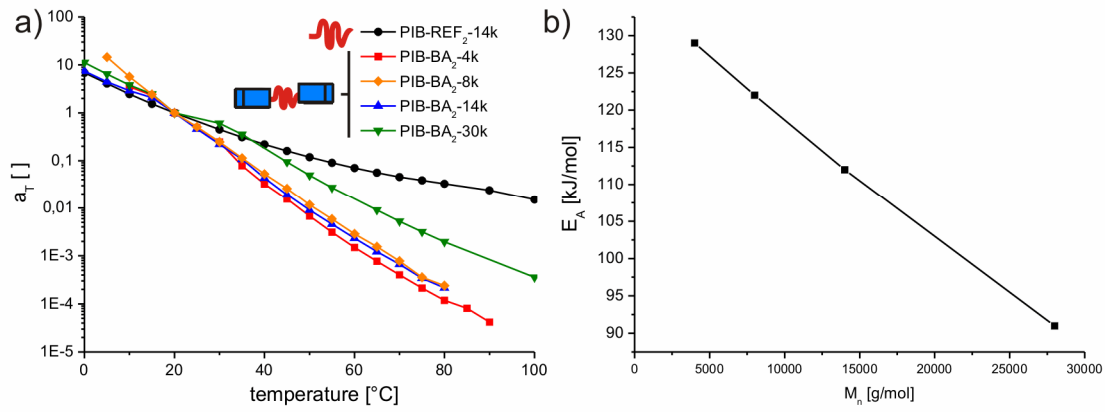 a)
100
10
1
0,1
0,01
1E-3
1E-4
1E-5
a_T [ ]
0
20
40
60
80
100
temperature [°C]
PIB-REF₂-14k
PIB-BA₂-4k
PIB-BA₂-8k
PIB-BA₂-14k
PIB-BA₂-30k
b)
130
125
120
115
110
105
100
95
90
E_A [kJ/mol]
0
5000
10000
15000
20000
25000
30000
M_n [g/mol]